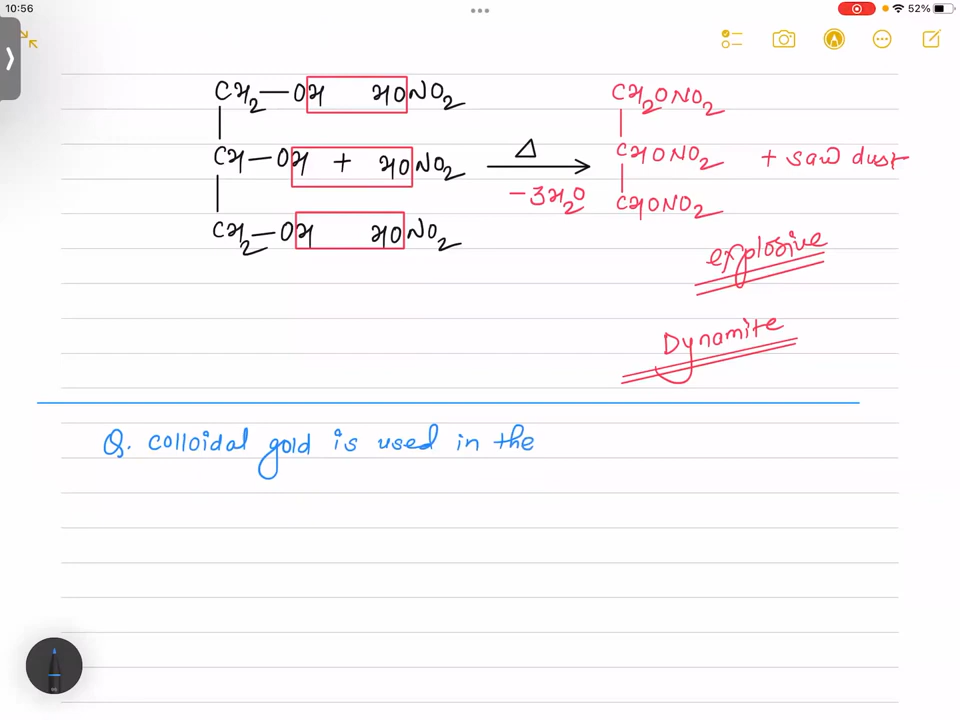 10:56
52%
CH2—OH HONO2
CH—OH + HONO2
CH2—OH HONO2
Δ
-3H2O
CH2ONO2
CHONO2
CHONO2
+ saw dust
explosive
Dynamite
Q. colloidal gold is used in the